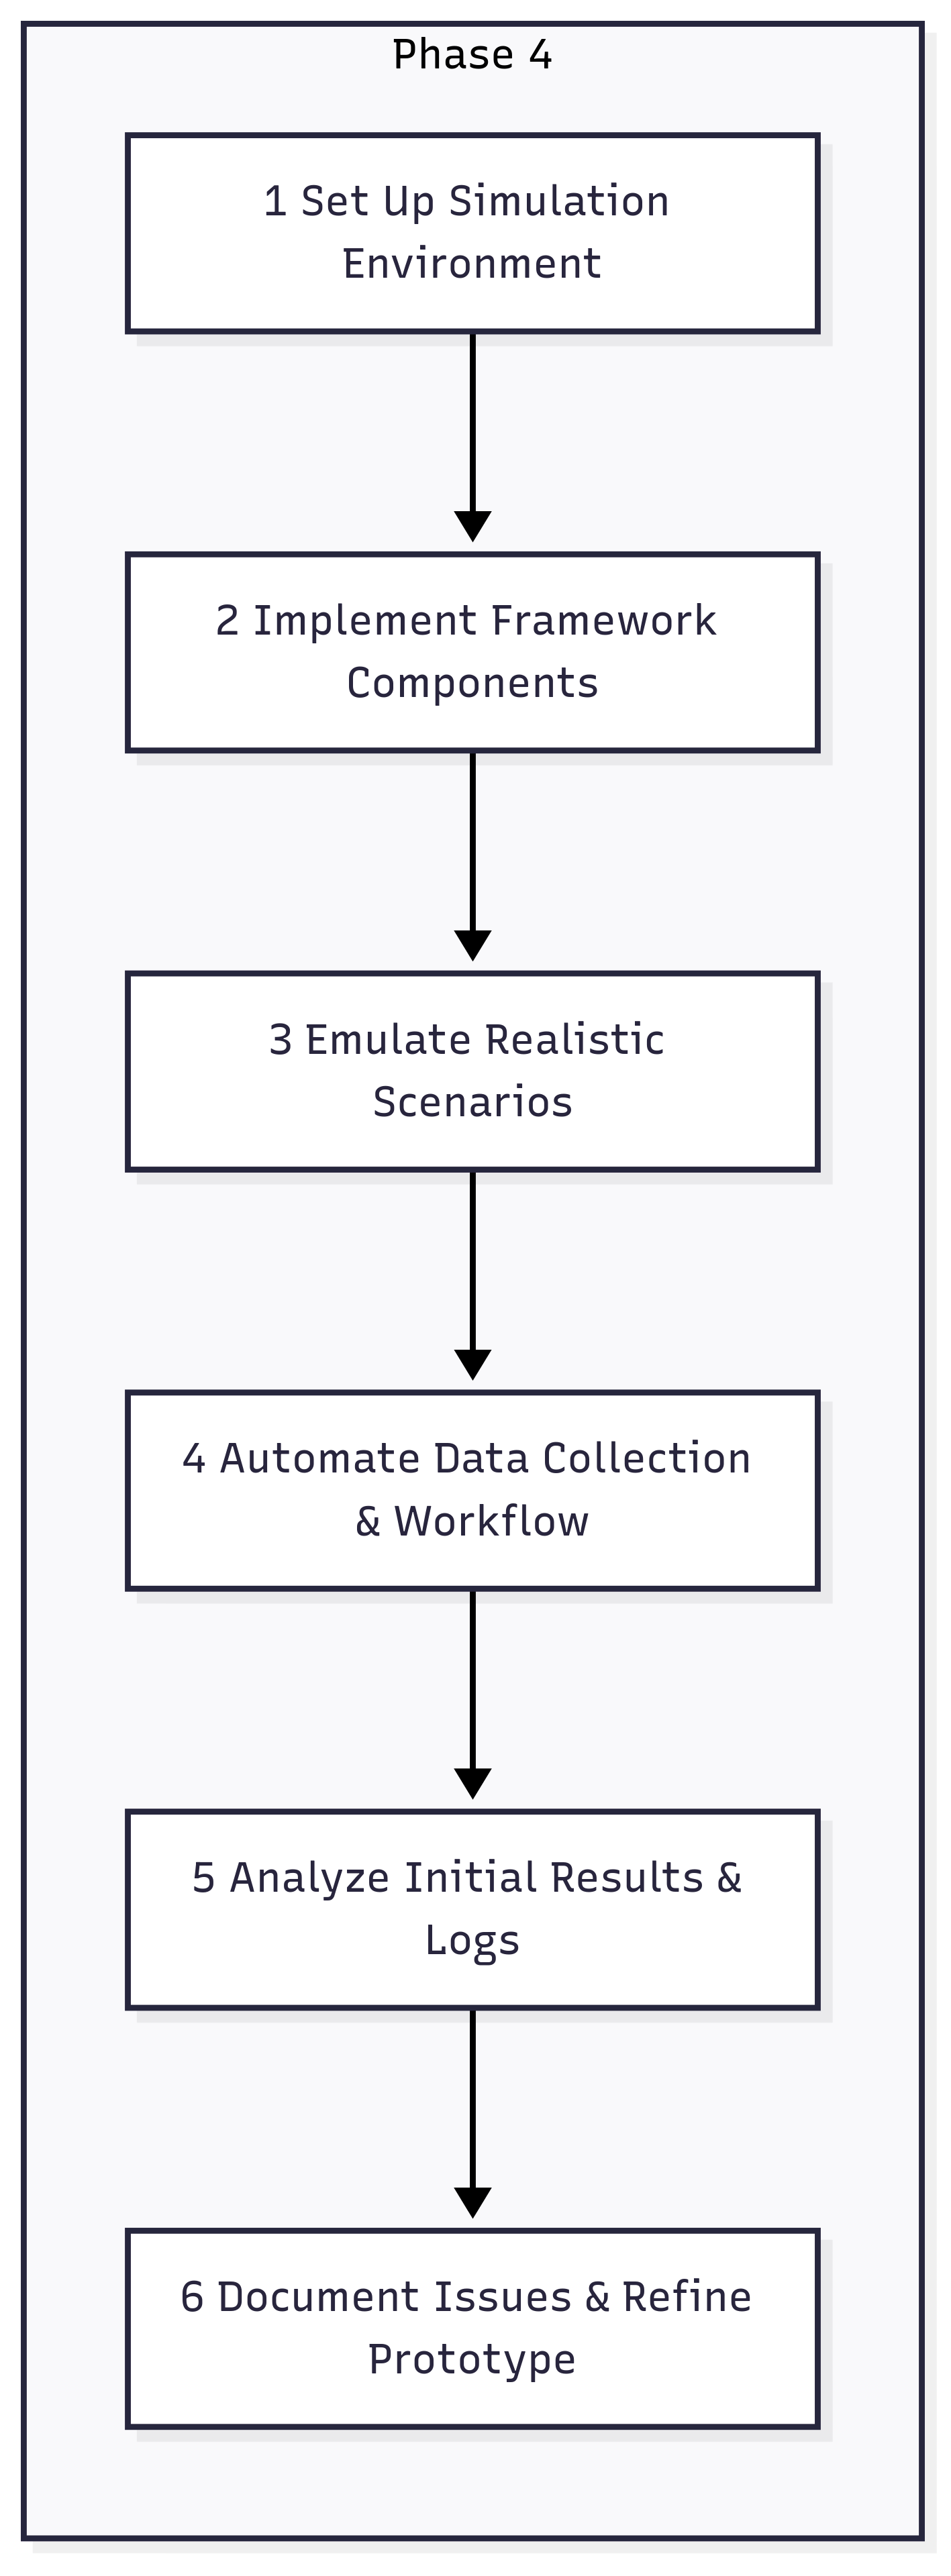 Phase 4
1 Set Up Simulation
Environment
2 Implement Framework
Components
3 Emulate Realistic
Scenarios
4 Automate Data Collection
& Workflow
5 Analyze Initial Results &
Logs
6 Document Issues & Refine
Prototype